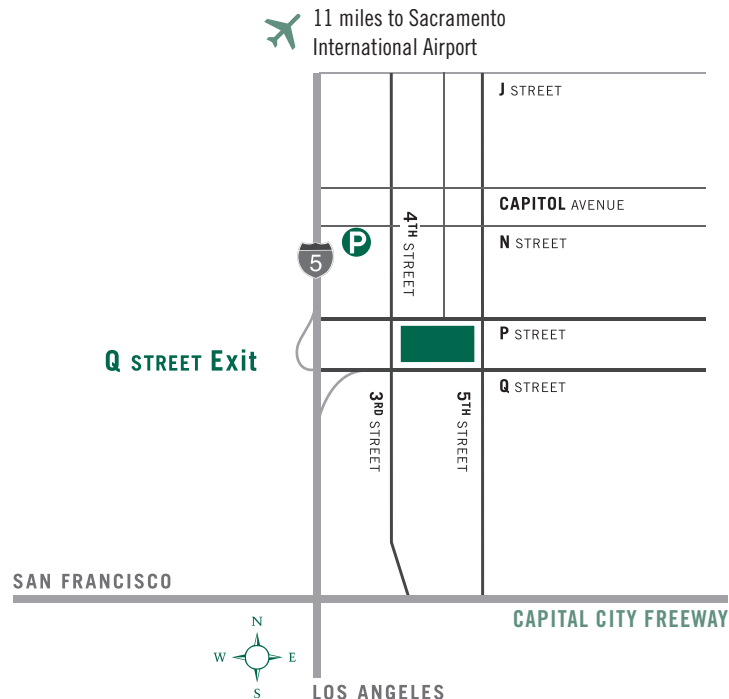 11 miles to Sacramento
International Airport
J STREET
CAPITOL AVENUE
4TH STREET
N STREET
P
5
P STREET
Q STREET Exit
Q STREET
3RD STREET
5TH STREET
SAN FRANCISCO
CAPITAL CITY FREEWAY
N
W E
S
LOS ANGELES